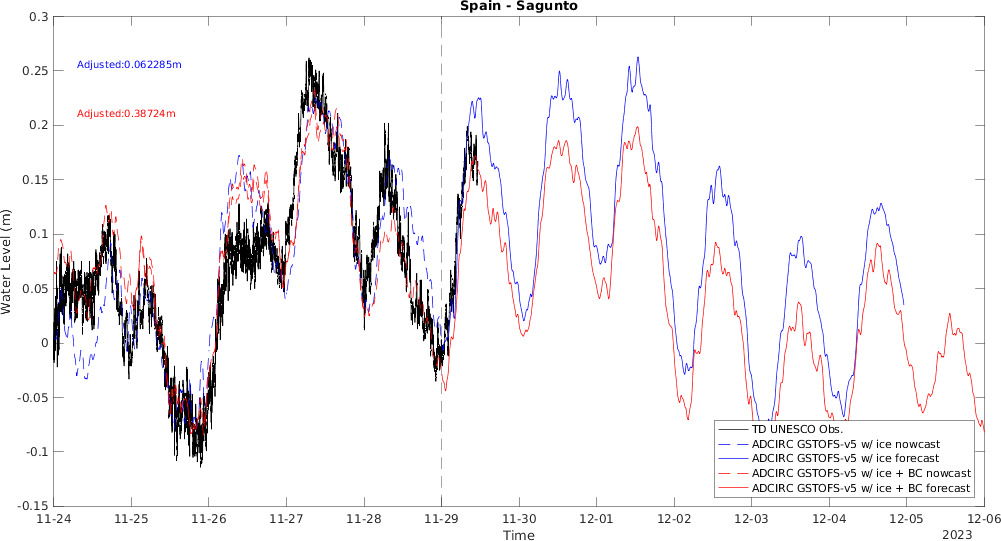 Spain - Sagunto
0.3
0.25
0.2
0.15
0.1
0.05
0
-0.05
-0.1
-0.15
Water Level (m)
Adjusted:0.062285m
Adjusted:0.38724m
TD UNESCO Obs.
ADCIRC GSTOFS-v5 w/ ice nowcast
ADCIRC GSTOFS-v5 w/ ice forecast
ADCIRC GSTOFS-v5 w/ ice + BC nowcast
ADCIRC GSTOFS-v5 w/ ice + BC forecast
11-24 11-25 11-26 11-27 11-28 11-29 11-30 12-01 12-02 12-03 12-04 12-05 12-06
Time
2023